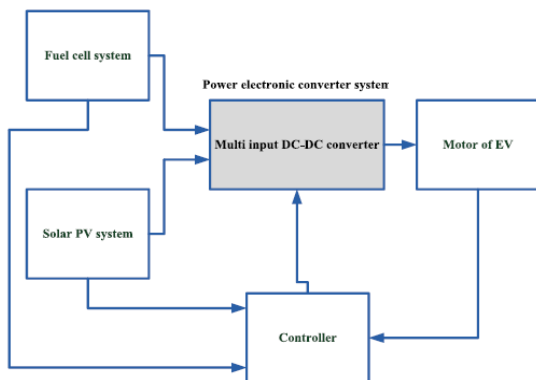 Fuel cell system
Power electronic converter system
Multi input DC-DC converter
Motor of EV
Solar PV system
Controller